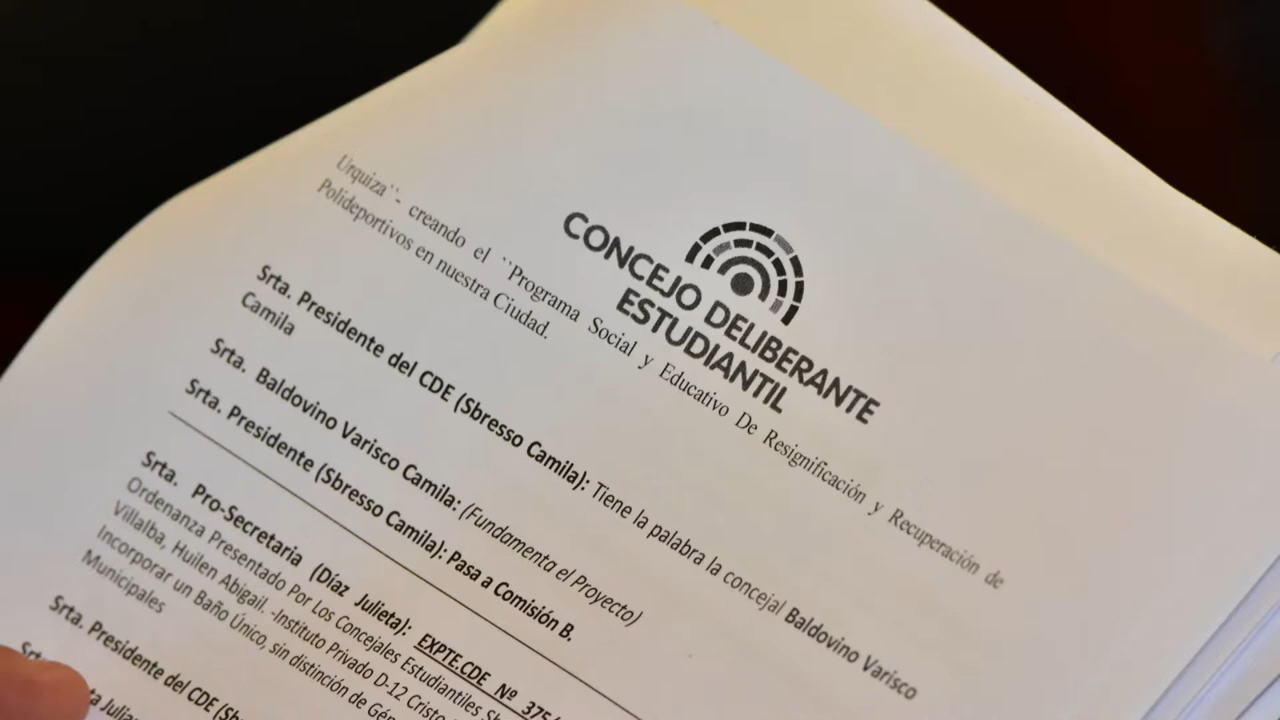 CONCEJO DELIBERANTE
ESTUDIANTIL
Urquiza``- creando el ``Programa Social y Educativo De Resignificación y Recuperación de
Polideportivos en nuestra Ciudad.
Srta. Presidente del CDE (Sbresso Camila): Tiene la palabra la concejal Baldovino Varisco
Camila
Srta. Baldovino Varisco Camila: (Fundamenta el Proyecto)
Srta. Presidente (Sbresso Camila): Pasa a Comisión B.
Srta. Pro-Secretaria (Díaz Julieta): EXPTE.CDE Nº 375
Ordenanza Presentado Por Los Concejales Estudiantiles
Villalba, Huilen Abigail. -Instituto Privado D-12 Cristo
Incorporar un Baño Único, sin distinción de
Municipales
Srta. Presidente del CDE